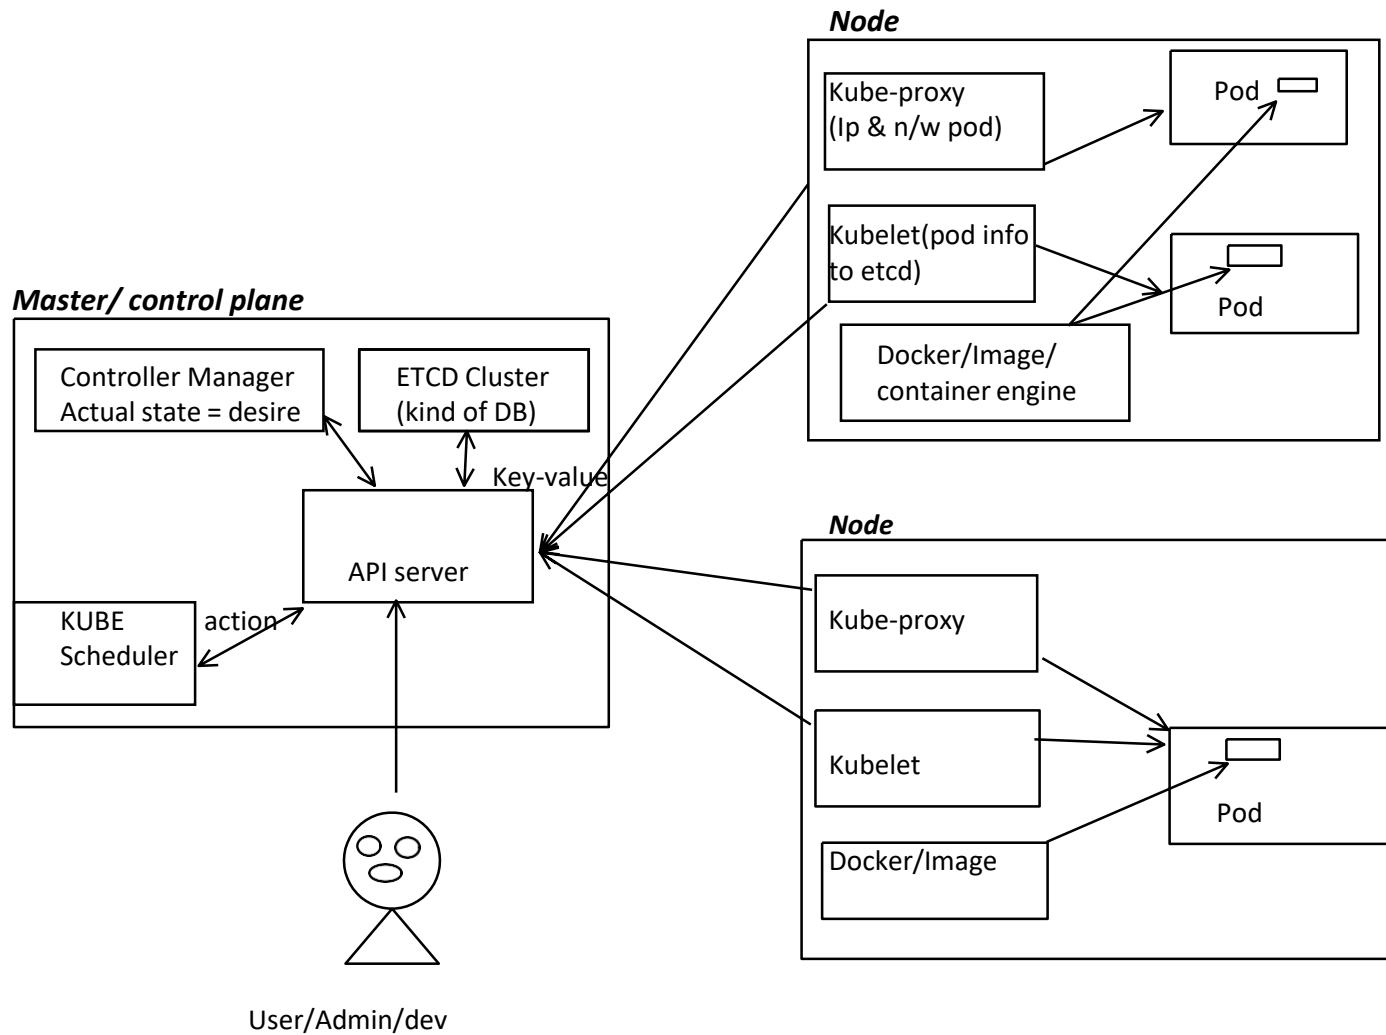 Node
Kube-proxy
(Ip & n/w pod)
Pod
Kubelet(pod info
to etcd)
Pod
Docker/Image/
container engine
Master/ control plane
Controller Manager
Actual state = desire
ETCD Cluster
(kind of DB)
Key-value
API server
KUBE
Scheduler
action
Node
Kube-proxy
Kubelet
Pod
Docker/Image
User/Admin/dev